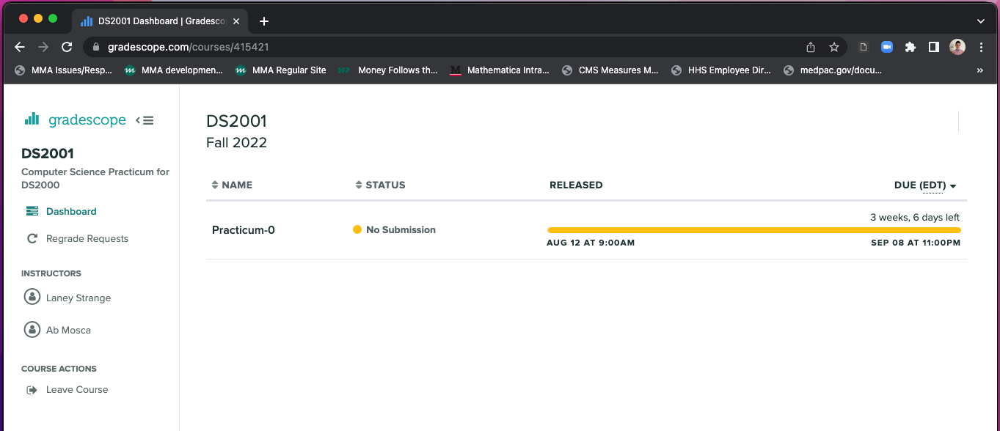 DS2001 Dashboard | Gradesco
gradescope.com/courses/415421
MMA Issues/Resp... MMA developmen... MMA Regular Site Money Follows th... Mathematica Intra... CMS Measures M... HHS Employee Dir... medpac.gov/docu... »
gradescope
DS2001
Computer Science Practicum for
DS2000
Dashboard
Regrade Requests
INSTRUCTORS
Laney Strange
Ab Mosca
COURSE ACTIONS
Leave Course
DS2001
Fall 2022
NAME STATUS RELEASED DUE (EDT)
3 weeks, 6 days left
Practicum-0 No Submission
AUG 12 AT 9:00AM SEP 08 AT 11:00PM